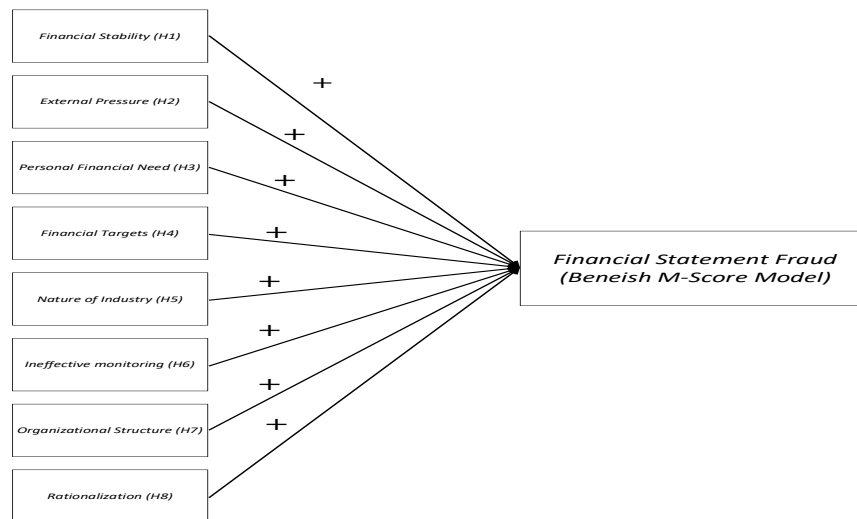 Financial Stability (H1)
+
External Pressure (H2)
+
Personal Financial Need (H3)
+
Financial Targets (H4)
+
Nature of Industry (H5)
+
Ineffective monitoring (H6)
+
Organizational Structure (H7)
+
Rationalization (H8)
+
Financial Statement Fraud
(Beneish M-Score Model)